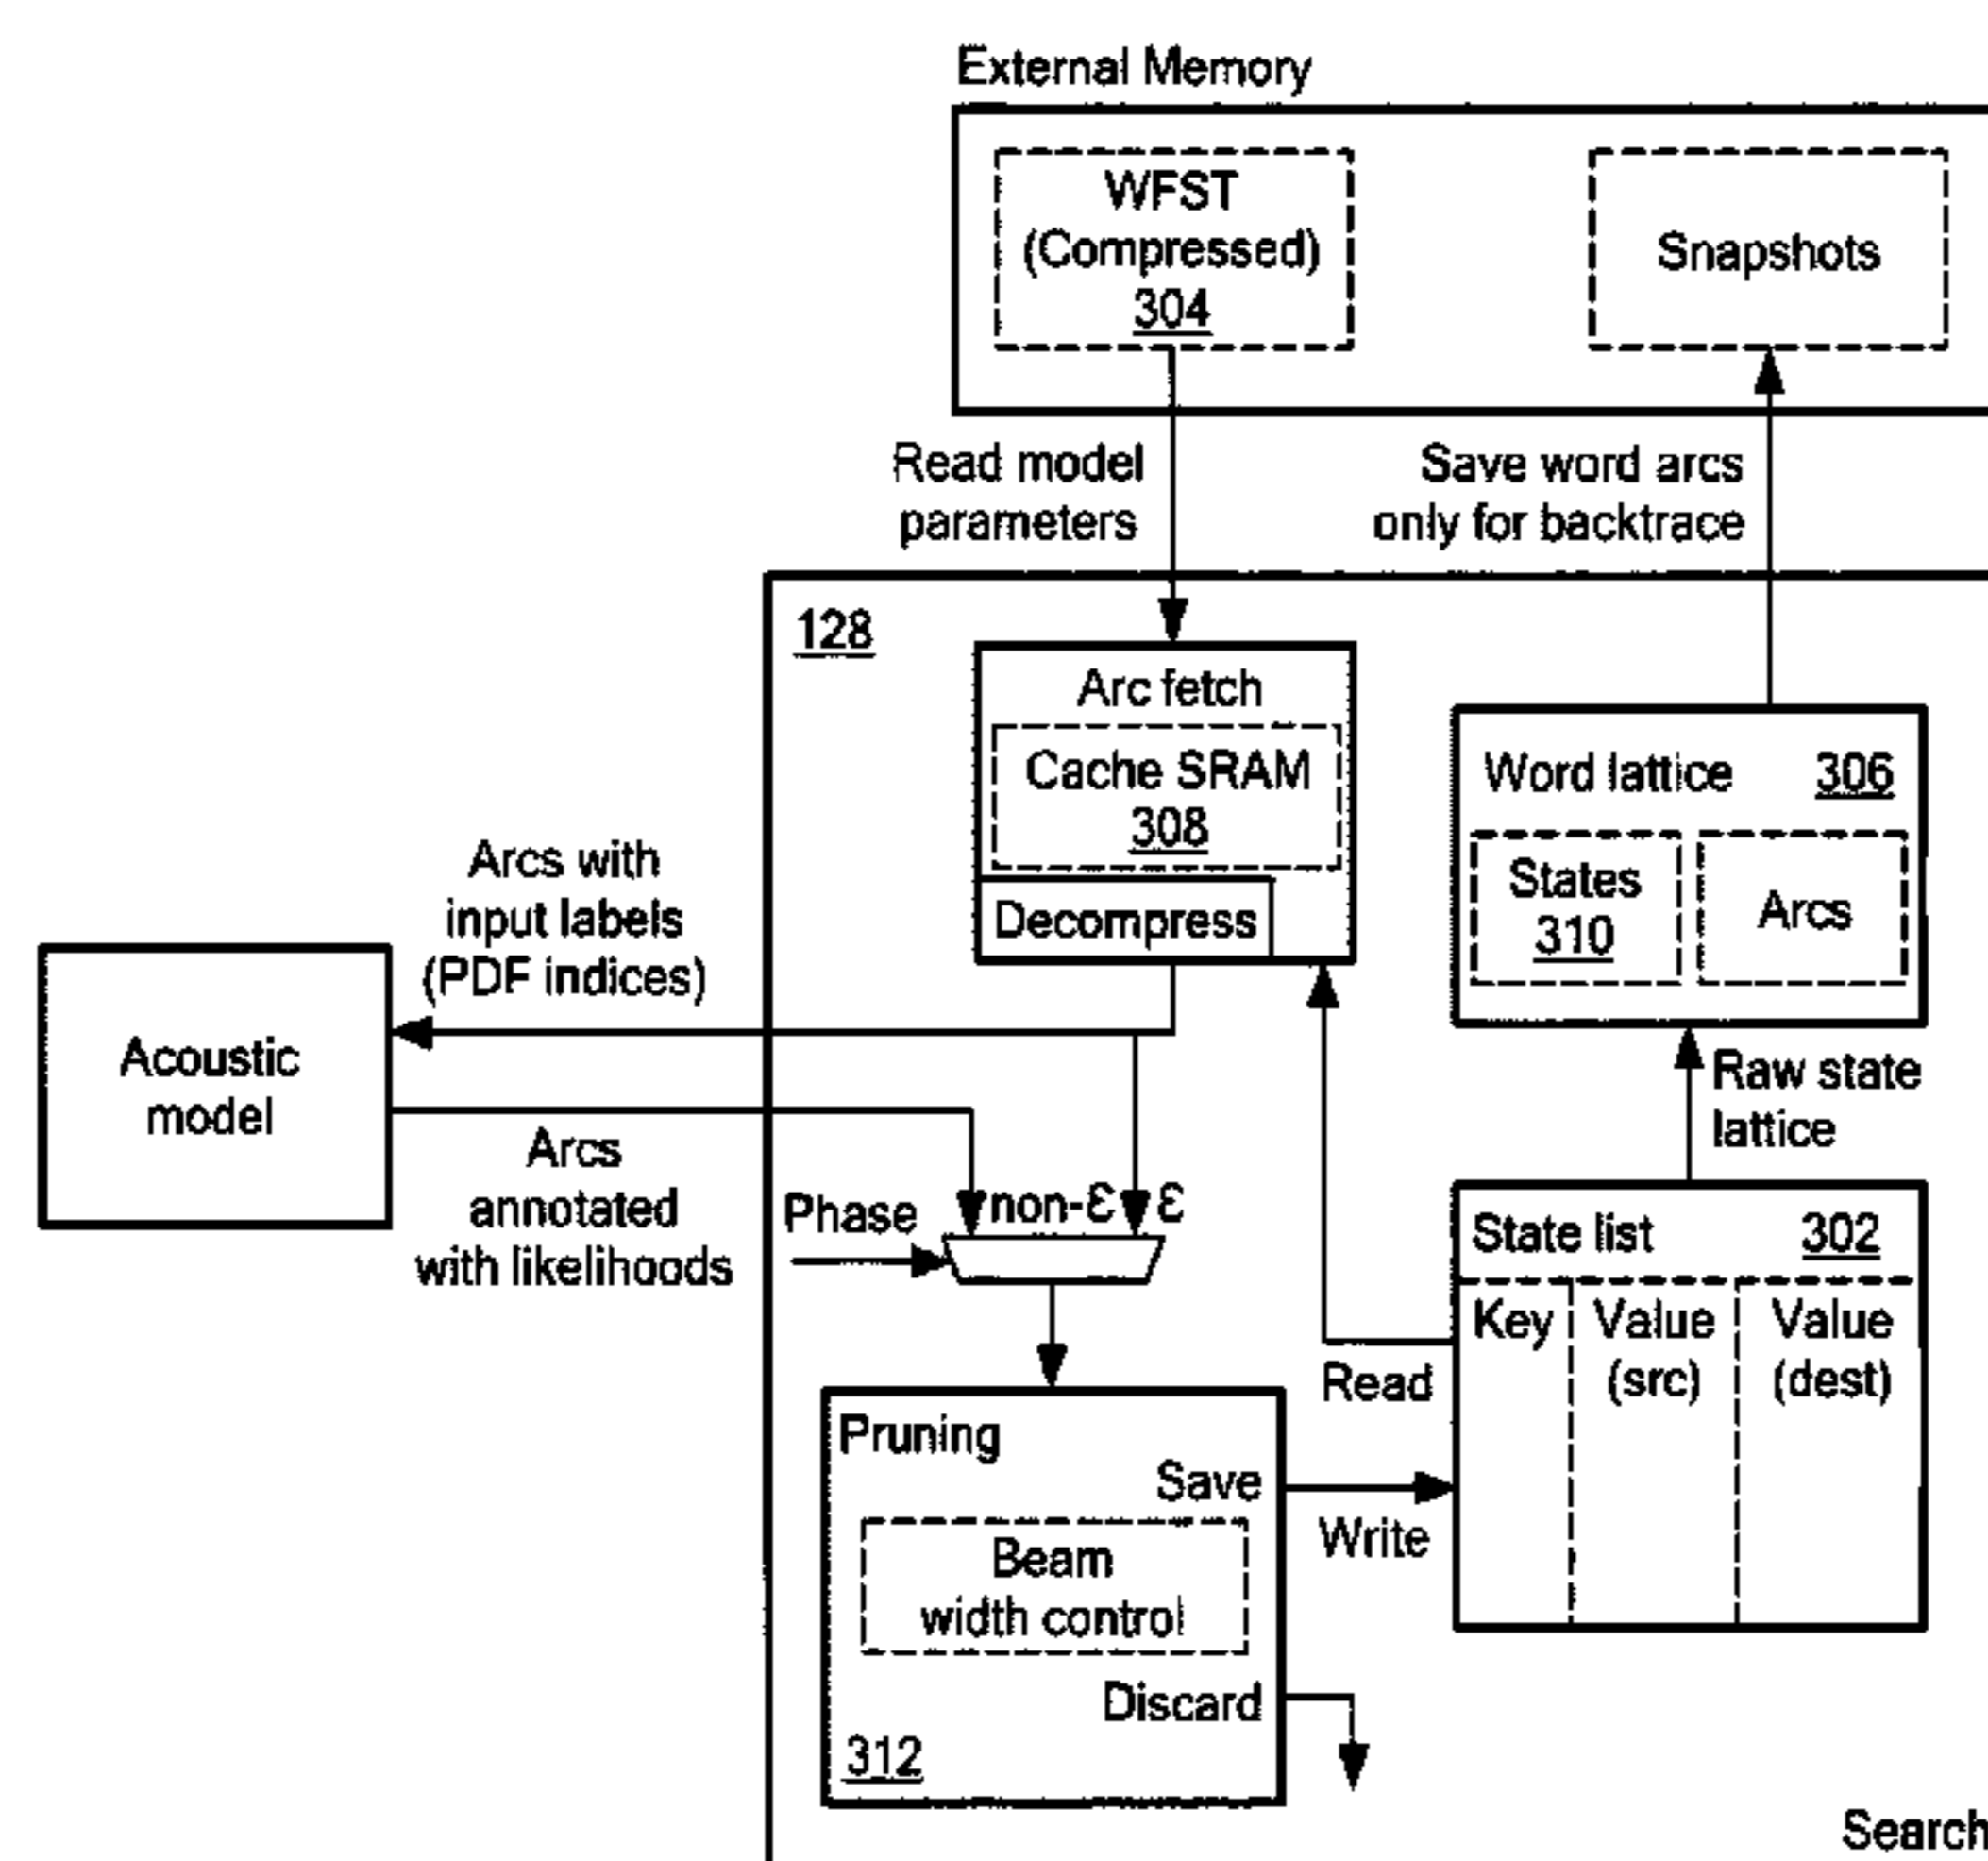 External Memory
WFST
(Compressed)
304
Snapshots
Read model
parameters
Save word arcs
only for backtrace
128
Arc fetch
Cache SRAM
308
Decompress
Word lattice 306
States
310
Arcs
Arcs with
input labels
(PDF indices)
Acoustic
model
Arcs
annotated
with likelihoods
Raw state
lattice
Phase
non-ε ε
State list 302
Key
Value
(src)
Value
(dest)
Read
Pruning
Save
Write
Beam
width control
Discard
312
Search